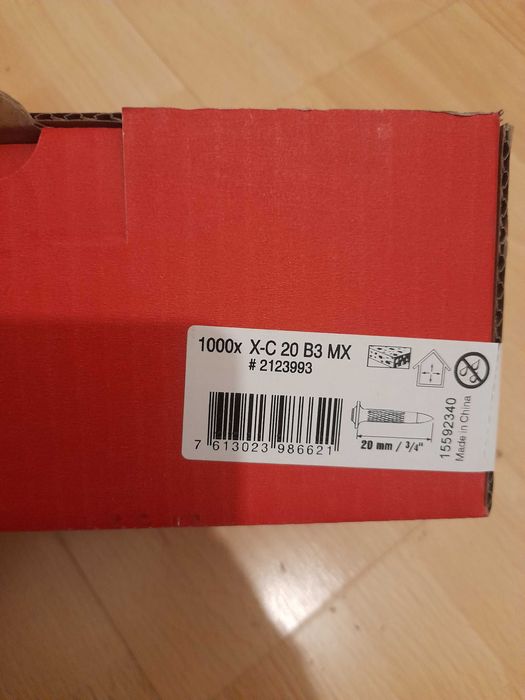 1000x X-C 20 B3 MX
# 2123993
7 613023 986621
20 mm / 3/4"
15592340
Made in China